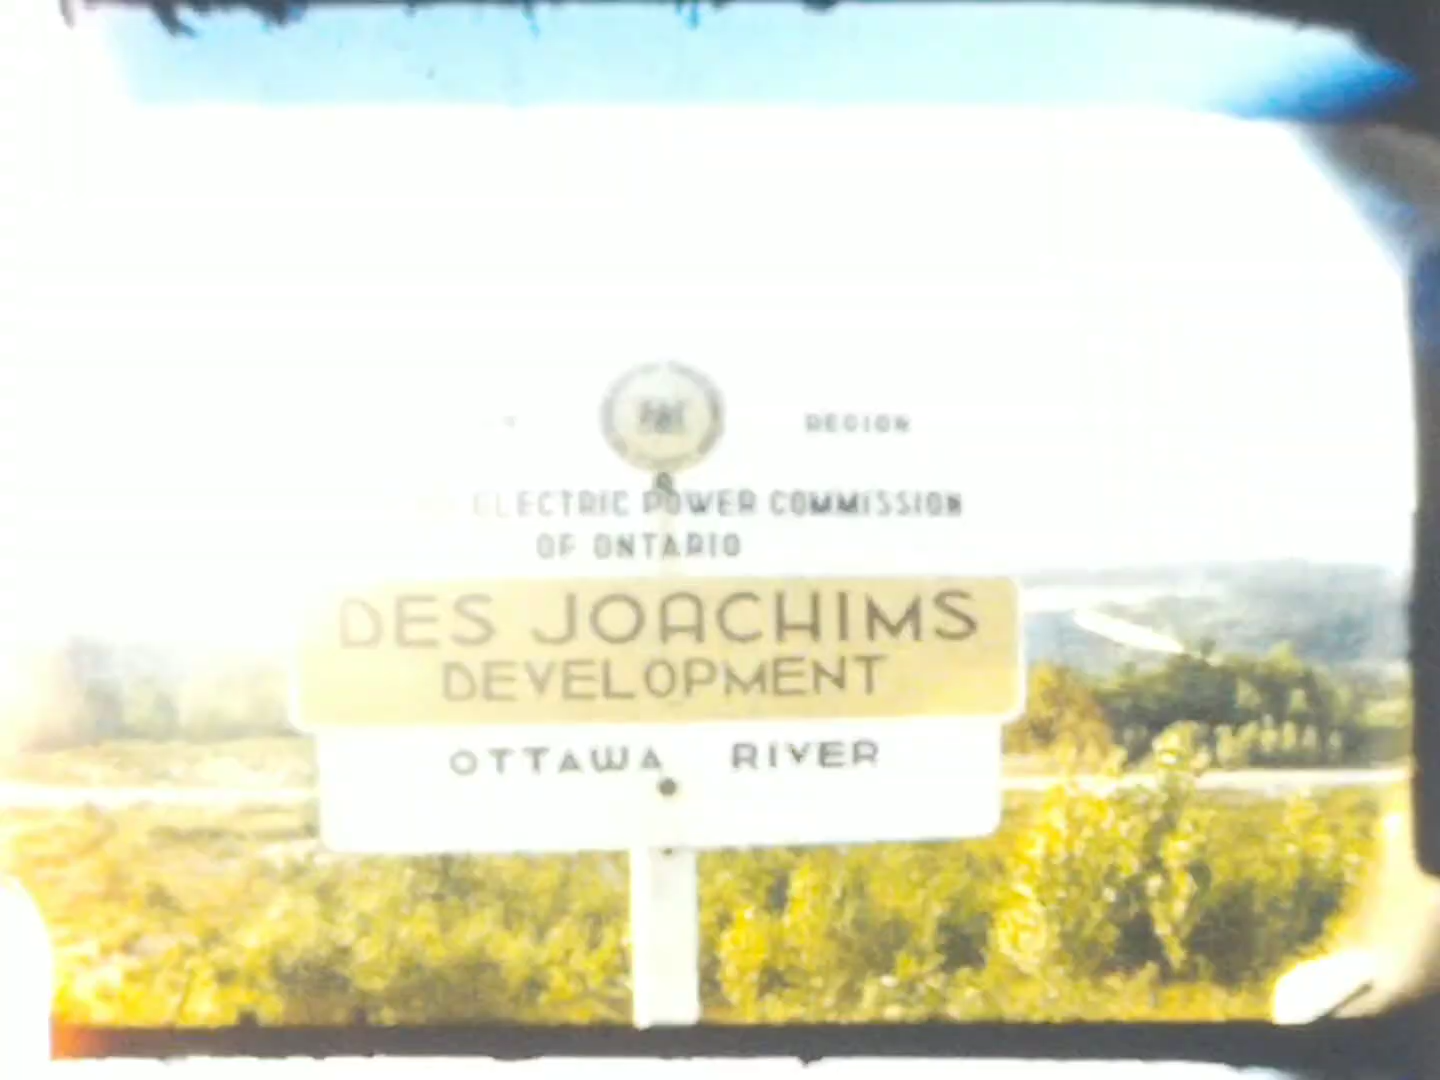 REGION
ELECTRIC POWER COMMISSION
OF ONTARIO
DES JOACHIMS
DEVELOPMENT
OTTAWA RIVER